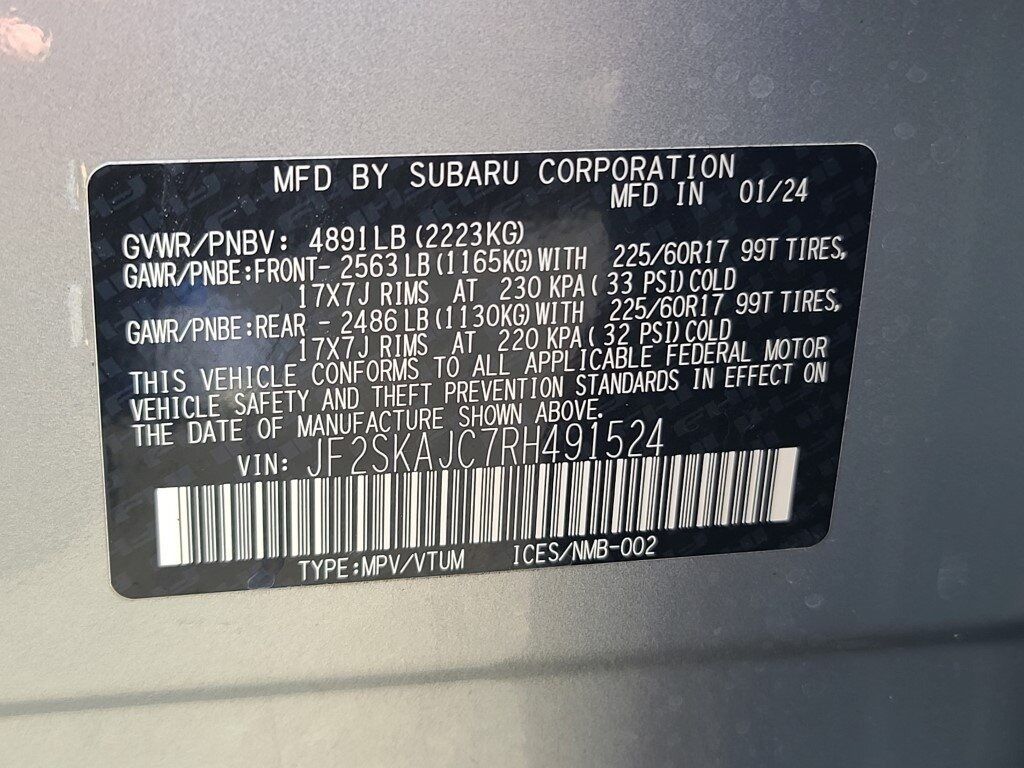 MFD BY SUBARU CORPORATION
MFD IN 01/24
GVWR/PNBV: 4891LB (2223KG)
GAWR/PNBE:FRONT- 2563 LB (1165KG) WITH 225/60R17 99T TIRES,
17X7J RIMS AT 230 KPA ( 33 PSI) COLD
GAWR/PNBE:REAR - 2486 LB (1130KG) WITH 225/60R17 99T TIRES,
17X7J RIMS AT 220 KPA ( 32 PSI) COLD
THIS VEHICLE CONFORMS TO ALL APPLICABLE FEDERAL MOTOR
VEHICLE SAFETY AND THEFT PREVENTION STANDARDS IN EFFECT ON
THE DATE OF MANUFACTURE SHOWN ABOVE.
VIN: JF2SKAJC7RH491524
TYPE:MPV/VTUM ICES/NMB-002